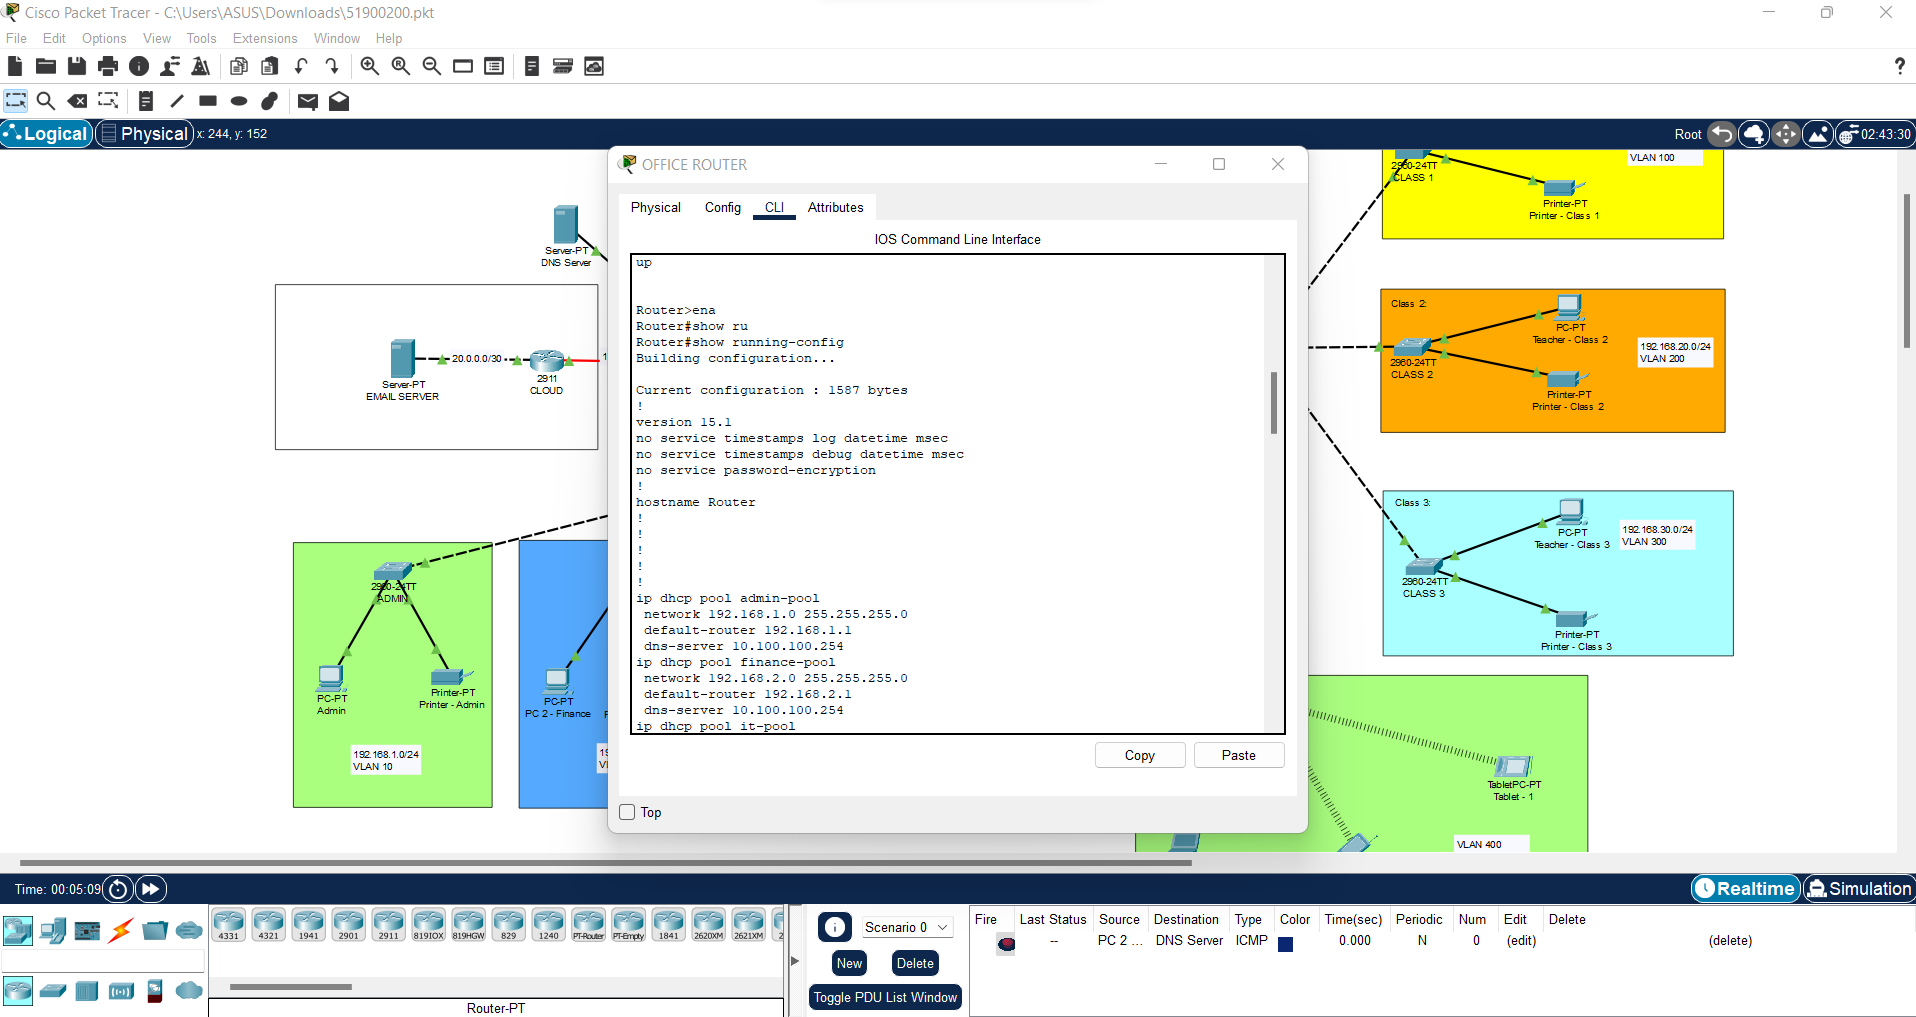 Cisco Packet Tracer - C:\Users\ASUS\Downloads\51900200.pkt
File Edit Options View Tools Extensions Window Help
Logical Physical x: 244, y: 152
Root 02:43:30
Server-PT
DNS Server
Server-PT
EMAIL SERVER
20.0.0.0/30
2911
CLOUD
1
2960-24TT
ADMIN
PC-PT
Admin
Printer-PT
Printer - Admin
192.168.1.0/24
VLAN 10
PC-PT
PC 2 - Finance
OFFICE ROUTER
Physical Config CLI Attributes
IOS Command Line Interface
up
Router>ena
Router#show ru
Router#show running-config
Building configuration...
Current configuration : 1587 bytes
!
version 15.1
no service timestamps log datetime msec
no service timestamps debug datetime msec
no service password-encryption
!
hostname Router
!
!
!
!
!
ip dhcp pool admin-pool
network 192.168.1.0 255.255.255.0
default-router 192.168.1.1
dns-server 10.100.100.254
ip dhcp pool finance-pool
network 192.168.2.0 255.255.255.0
default-router 192.168.2.1
dns-server 10.100.100.254
ip dhcp pool it-pool
Copy Paste
Top
2960-24TT
CLASS 1
VLAN 100
Printer-PT
Printer - Class 1
Class 2:
PC-PT
Teacher - Class 2
2960-24TT
CLASS 2
192.168.20.0/24
VLAN 200
Printer-PT
Printer - Class 2
Class 3:
PC-PT
Teacher - Class 3
192.168.30.0/24
VLAN 300
2960-24TT
CLASS 3
Printer-PT
Printer - Class 3
TabletPC-PT
Tablet - 1
VLAN 400
Time: 00:05:09
Realtime Simulation
4331 4321 1941 2901 2911 819IOX 819HGW 829 1240 PT-Router PT-Empty 1841 2620XM 2621XM 2
Router-PT
Scenario 0
New Delete
Toggle PDU List Window
Fire Last Status Source Destination Type Color Time(sec) Periodic Num Edit Delete
-- PC 2 ... DNS Server ICMP 0.000 N 0 (edit) (delete)